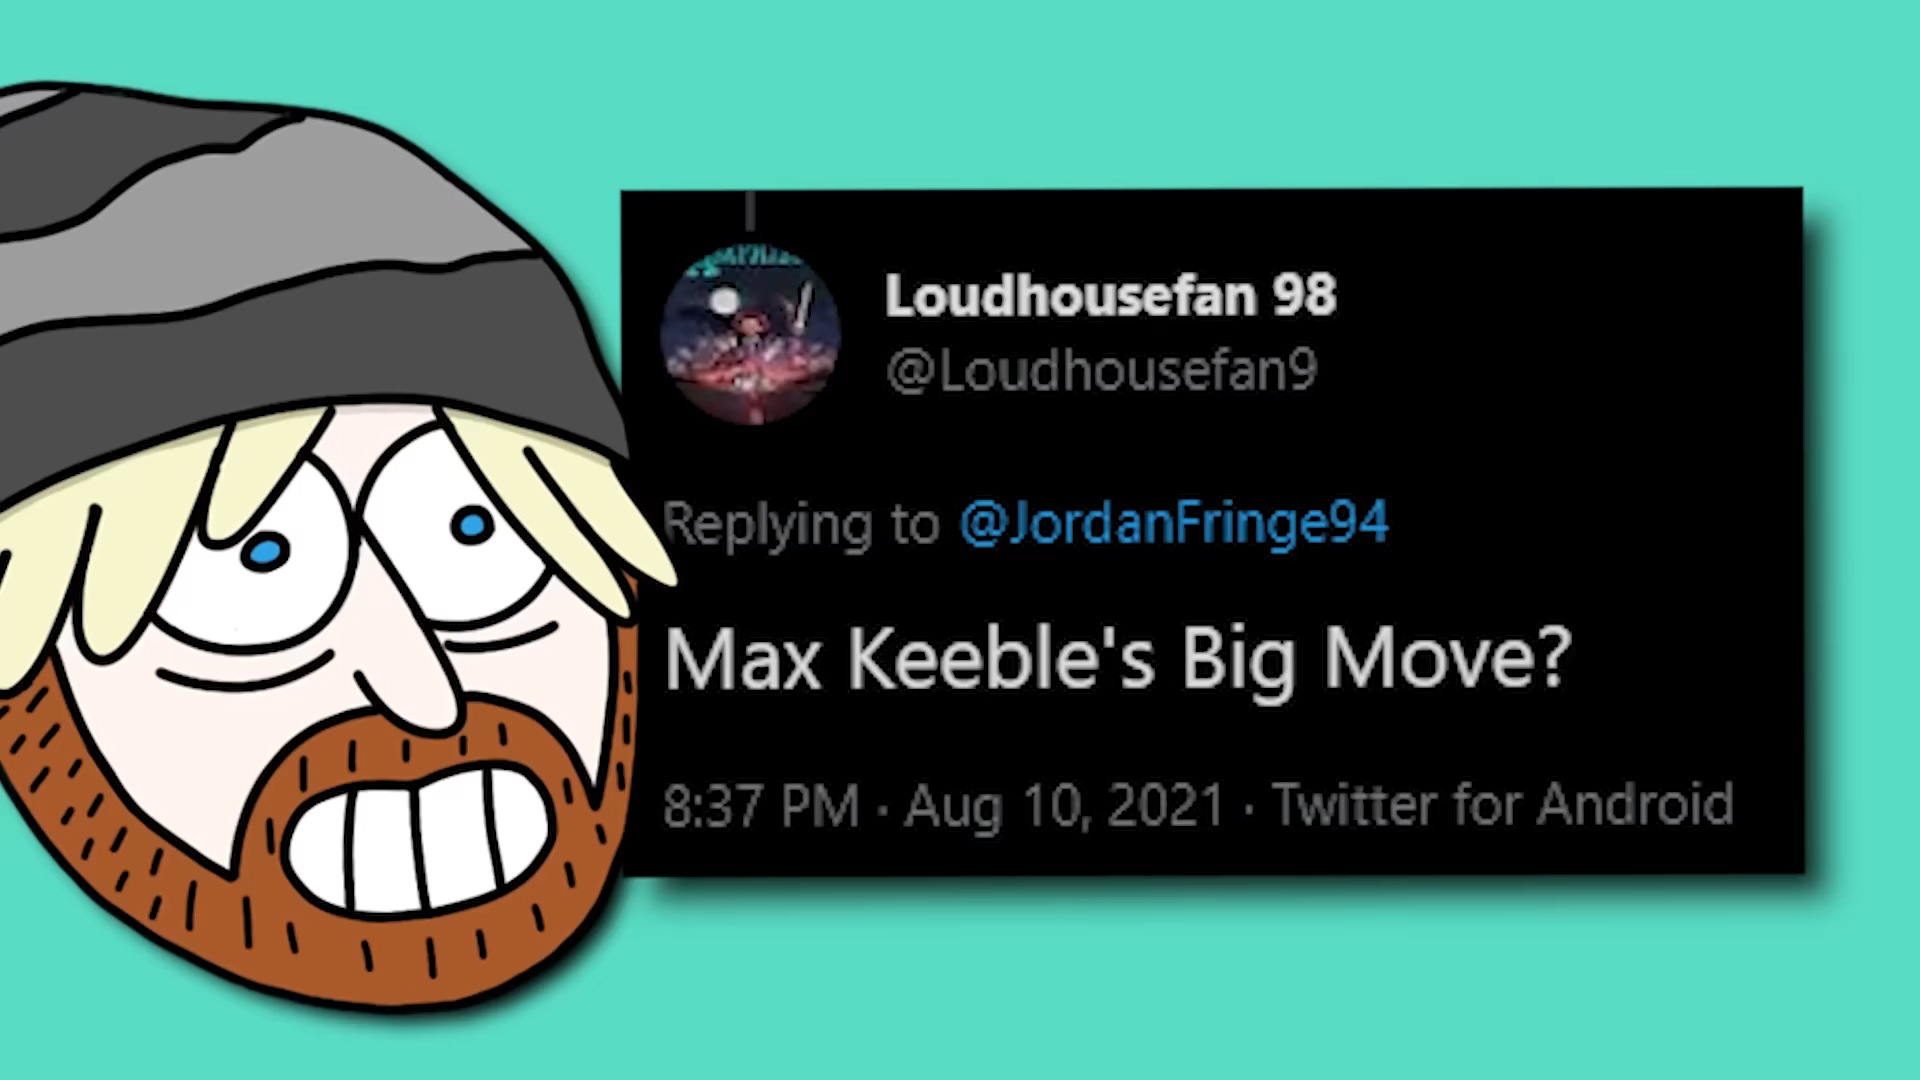 Loudhousefan 98
@Loudhousefan9
Replying to @JordanFringe94
Max Keeble's Big Move?
8:37 PM · Aug 10, 2021 · Twitter for Android